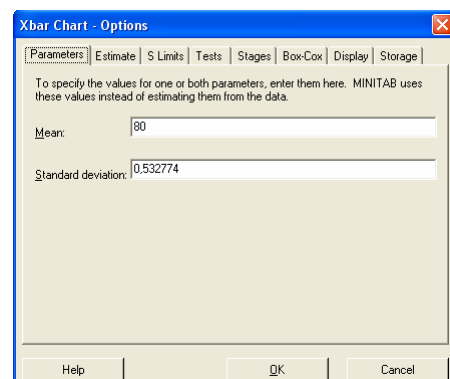 Xbar Chart - Options
Parameters Estimate S Limits Tests Stages Box-Cox Display Storage
To specify the values for one or both parameters, enter them here. MINITAB uses
these values instead of estimating them from the data.
Mean: 80
Standard deviation: 0,532774
Help OK Cancel